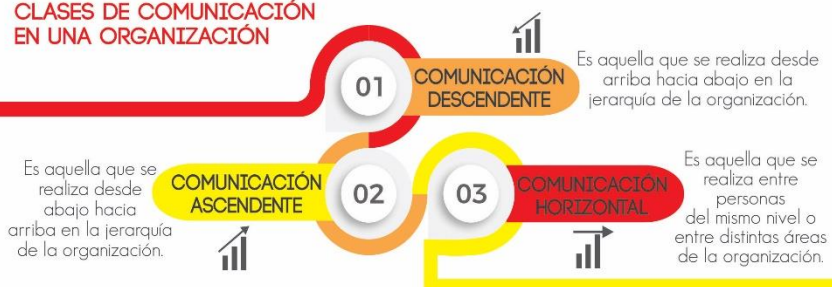 CLASES DE COMUNICACIÓN
EN UNA ORGANIZACIÓN
01
COMUNICACIÓN
DESCENDENTE
Es aquella que se realiza desde
arriba hacia abajo en la
jerarquía de la organización.
Es aquella que se
realiza desde
abajo hacia
arriba en la jerarquía
de la organización.
COMUNICACIÓN
ASCENDENTE
02
03
COMUNICACIÓN
HORIZONTAL
Es aquella que se
realiza entre
personas
del mismo nivel o
entre distintas áreas
de la organización.